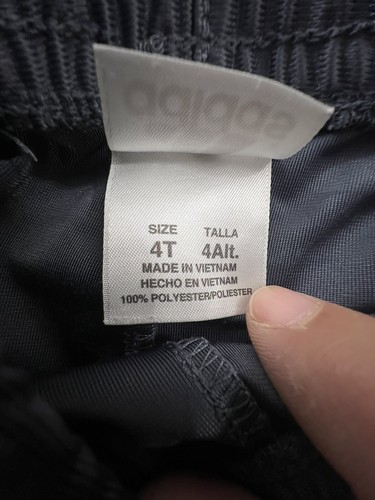 adidas
SIZE TALLA
4T 4Alt.
MADE IN VIETNAM
HECHO EN VIETNAM
100% POLYESTER/POLIESTER